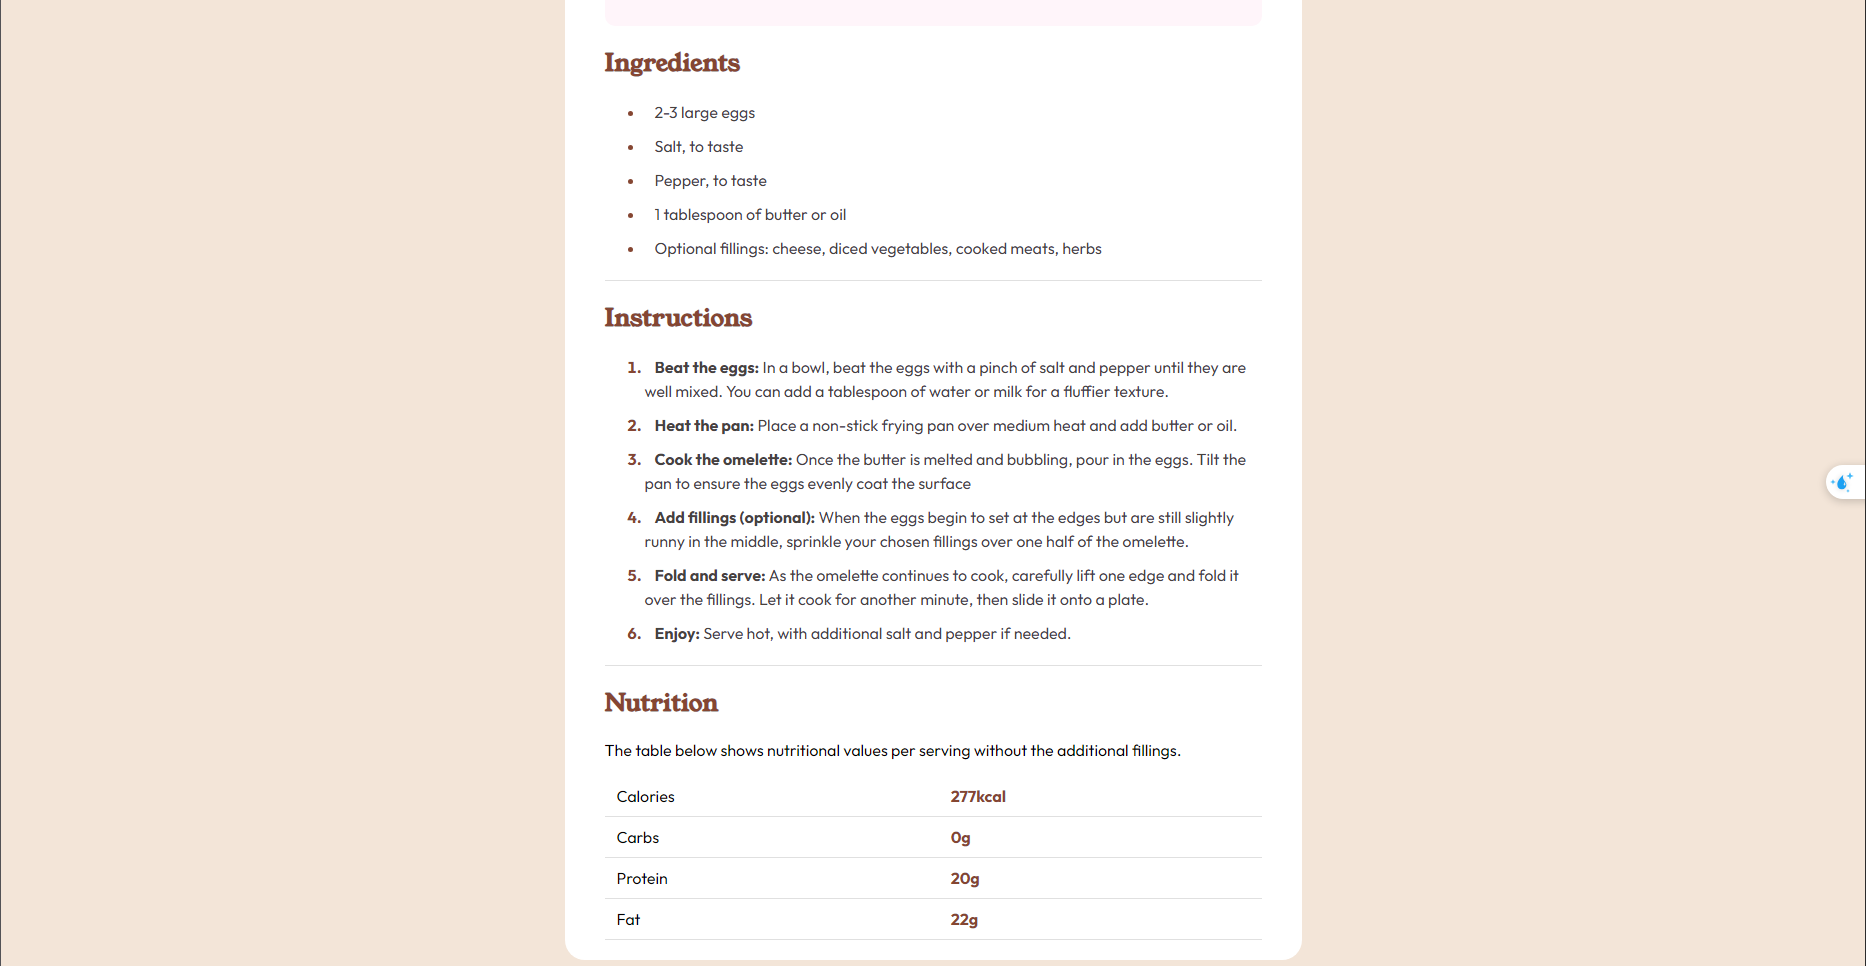 Ingredients
• 2-3 large eggs
• Salt, to taste
• Pepper, to taste
• 1 tablespoon of butter or oil
• Optional fillings: cheese, diced vegetables, cooked meats, herbs
Instructions
1. Beat the eggs: In a bowl, beat the eggs with a pinch of salt and pepper until they are
well mixed. You can add a tablespoon of water or milk for a fluffier texture.
2. Heat the pan: Place a non-stick frying pan over medium heat and add butter or oil.
3. Cook the omelette: Once the butter is melted and bubbling, pour in the eggs. Tilt the
pan to ensure the eggs evenly coat the surface
4. Add fillings (optional): When the eggs begin to set at the edges but are still slightly
runny in the middle, sprinkle your chosen fillings over one half of the omelette.
5. Fold and serve: As the omelette continues to cook, carefully lift one edge and fold it
over the fillings. Let it cook for another minute, then slide it onto a plate.
6. Enjoy: Serve hot, with additional salt and pepper if needed.
Nutrition
The table below shows nutritional values per serving without the additional fillings.
Calories 277kcal
Carbs 0g
Protein 20g
Fat 22g